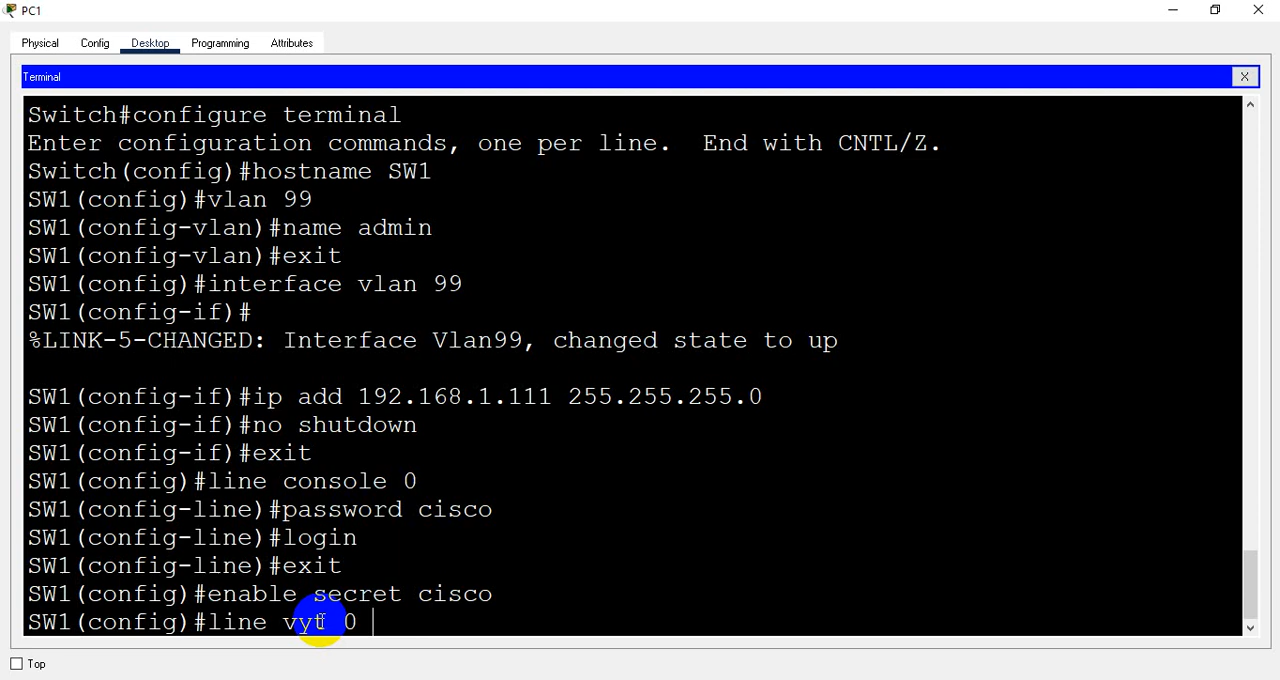 PC1
Physical Config Desktop Programming Attributes
Terminal X
Switch#configure terminal
Enter configuration commands, one per line.  End with CNTL/Z.
Switch(config)#hostname SW1
SW1(config)#vlan 99
SW1(config-vlan)#name admin
SW1(config-vlan)#exit
SW1(config)#interface vlan 99
SW1(config-if)#
%LINK-5-CHANGED: Interface Vlan99, changed state to up
SW1(config-if)#ip add 192.168.1.111 255.255.255.0
SW1(config-if)#no shutdown
SW1(config-if)#exit
SW1(config)#line console 0
SW1(config-line)#password cisco
SW1(config-line)#login
SW1(config-line)#exit
SW1(config)#enable secret cisco
SW1(config)#line vyt 0
Top